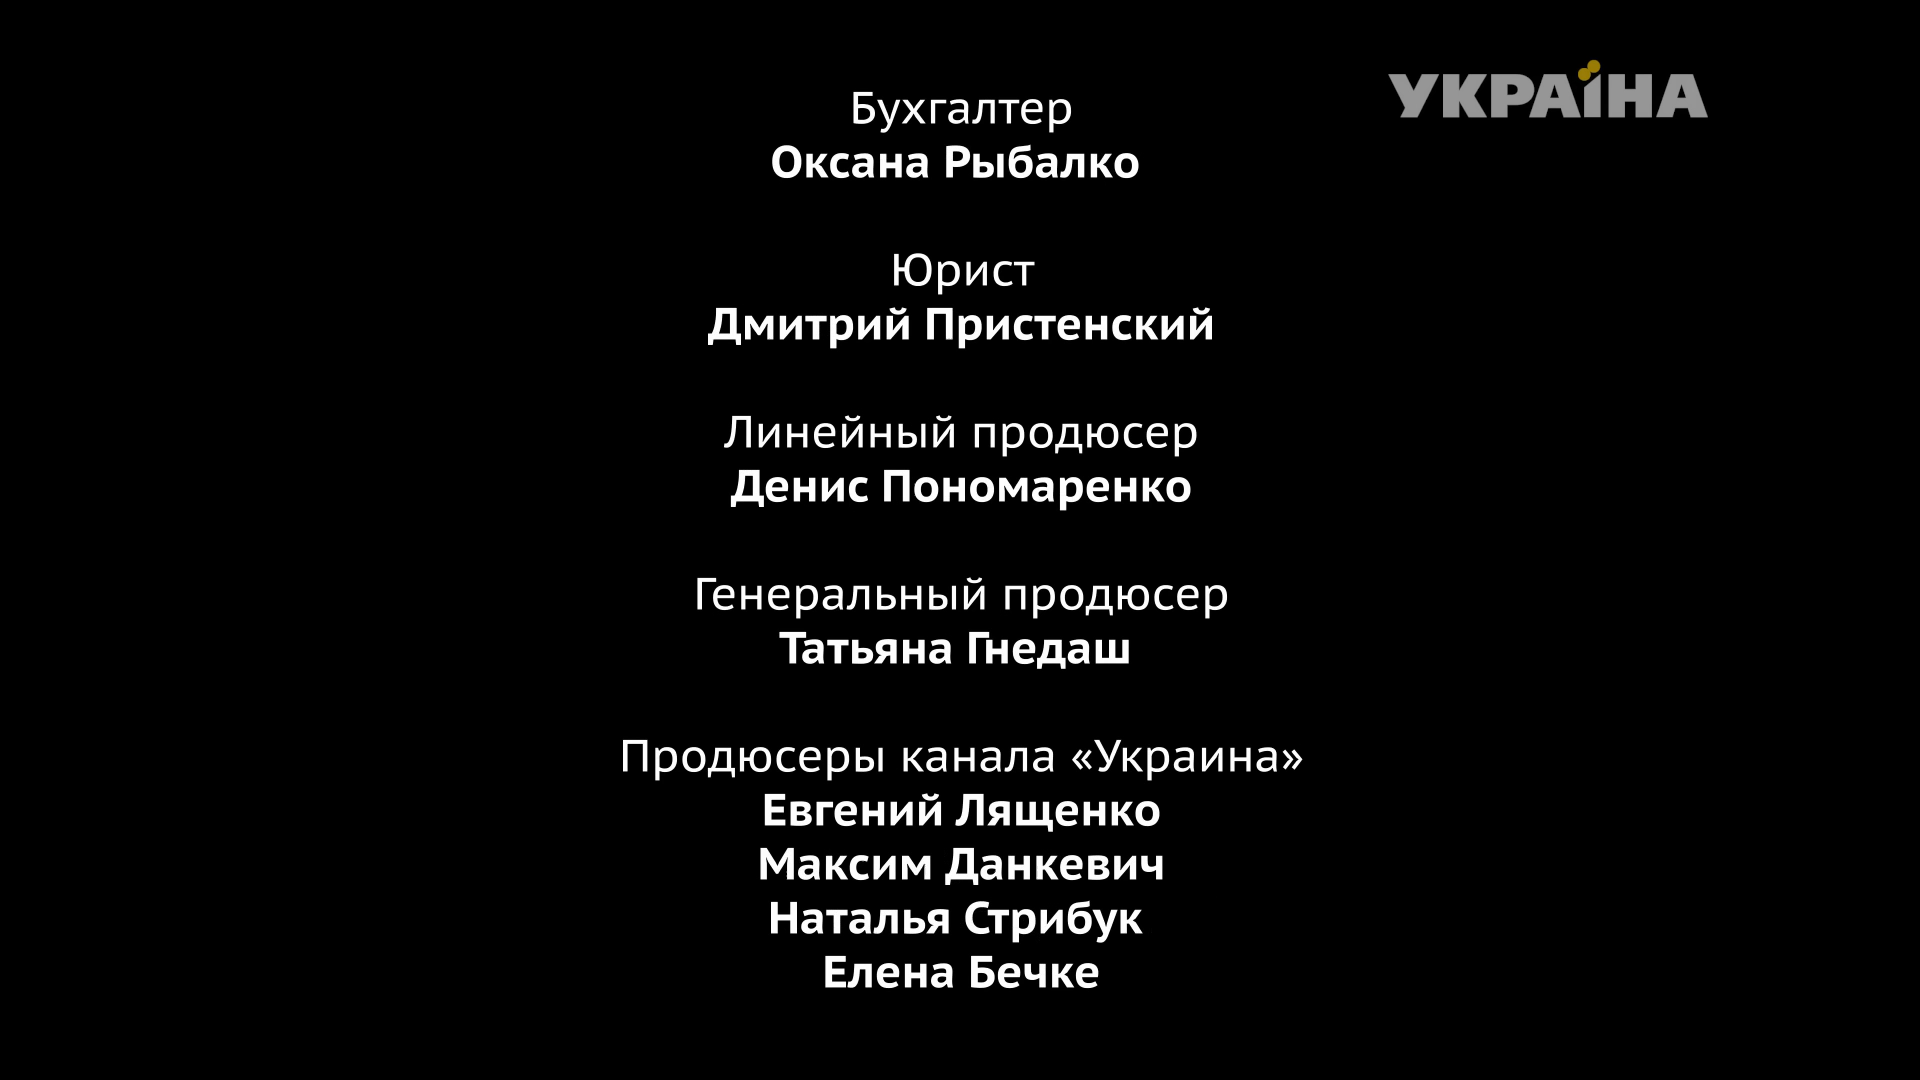 УКРАЇНА
Бухгалтер
Оксана Рыбалко
Юрист
Дмитрий Пристенский
Линейный продюсер
Денис Пономаренко
Генеральный продюсер
Татьяна Гнедаш
Продюсеры канала «Украина»
Евгений Лященко
Максим Данкевич
Наталья Стрибук
Елена Бечке